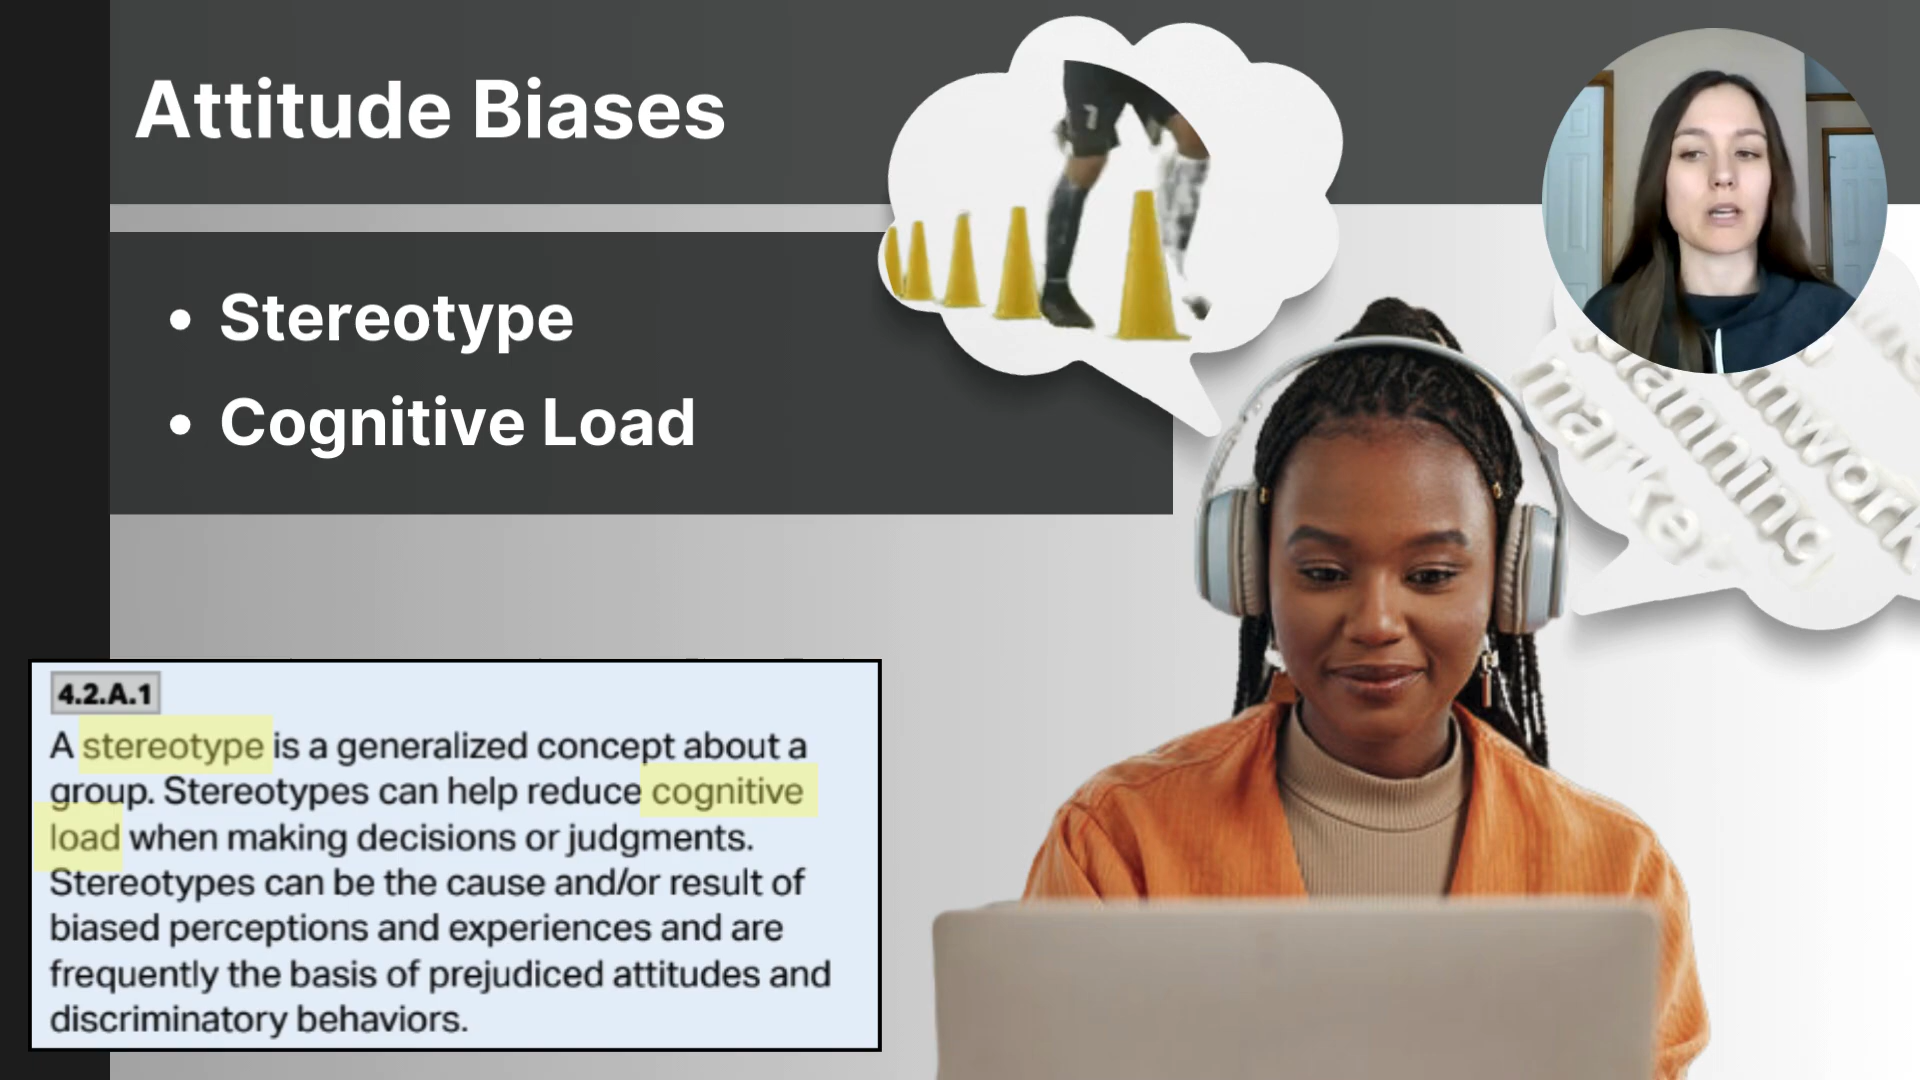 Attitude Biases
• Stereotype
• Cognitive Load
planning
4.2.A.1
A stereotype is a generalized concept about a
group. Stereotypes can help reduce cognitive
load when making decisions or judgments.
Stereotypes can be the cause and/or result of
biased perceptions and experiences and are
frequently the basis of prejudiced attitudes and
discriminatory behaviors.